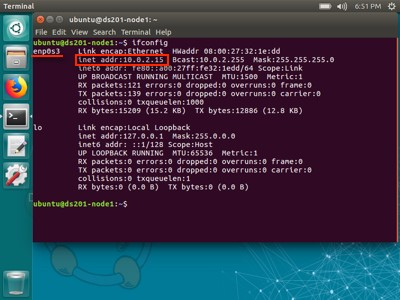 Terminal
6:51 PM
ubuntu@ds201-node1: ~
File Edit View Search Terminal Help
ubuntu@ds201-node1:~$ ifconfig
enp0s3 Link encap:Ethernet HWaddr 08:00:27:32:1e:dd
inet addr:10.0.2.15 Bcast:10.0.2.255 Mask:255.255.255.0
inet6 addr: fe80::a00:27ff:fe32:1edd/64 Scope:Link
UP BROADCAST RUNNING MULTICAST MTU:1500 Metric:1
RX packets:121 errors:0 dropped:0 overruns:0 frame:0
TX packets:139 errors:0 dropped:0 overruns:0 carrier:0
collisions:0 txqueuelen:1000
RX bytes:15209 (15.2 KB) TX bytes:12886 (12.8 KB)
lo Link encap:Local Loopback
inet addr:127.0.0.1 Mask:255.0.0.0
inet6 addr: ::1/128 Scope:Host
UP LOOPBACK RUNNING MTU:65536 Metric:1
RX packets:0 errors:0 dropped:0 overruns:0 frame:0
TX packets:0 errors:0 dropped:0 overruns:0 carrier:0
collisions:0 txqueuelen:1
RX bytes:0 (0.0 B) TX bytes:0 (0.0 B)
ubuntu@ds201-node1:~$